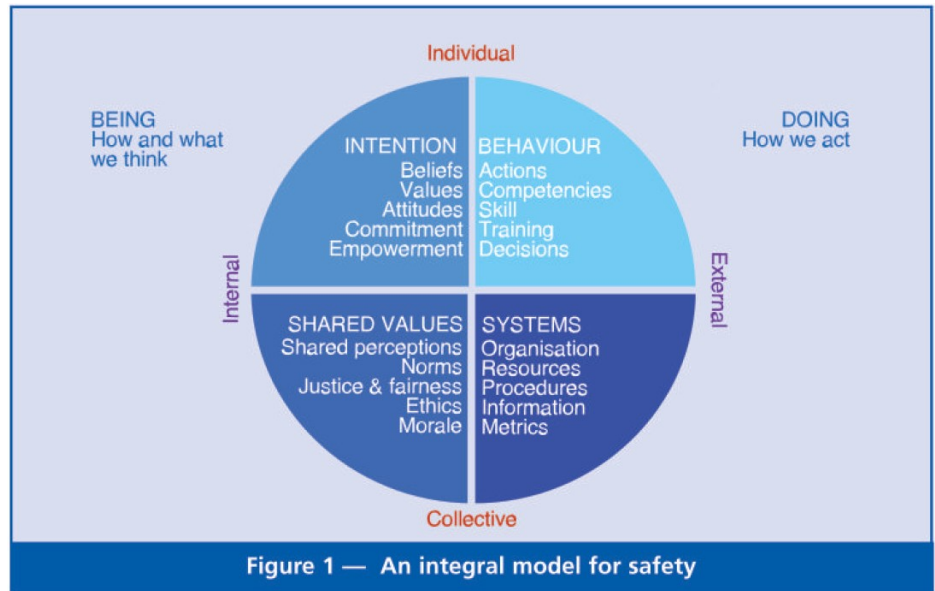 Individual
BEING
How and what
we think
DOING
How we act
INTENTION
Beliefs
Values
Attitudes
Commitment
Empowerment
BEHAVIOUR
Actions
Competencies
Skill
Training
Decisions
Internal
External
SHARED VALUES
Shared perceptions
Norms
Justice & fairness
Ethics
Morale
SYSTEMS
Organisation
Resources
Procedures
Information
Metrics
Collective
Figure 1 — An integral model for safety